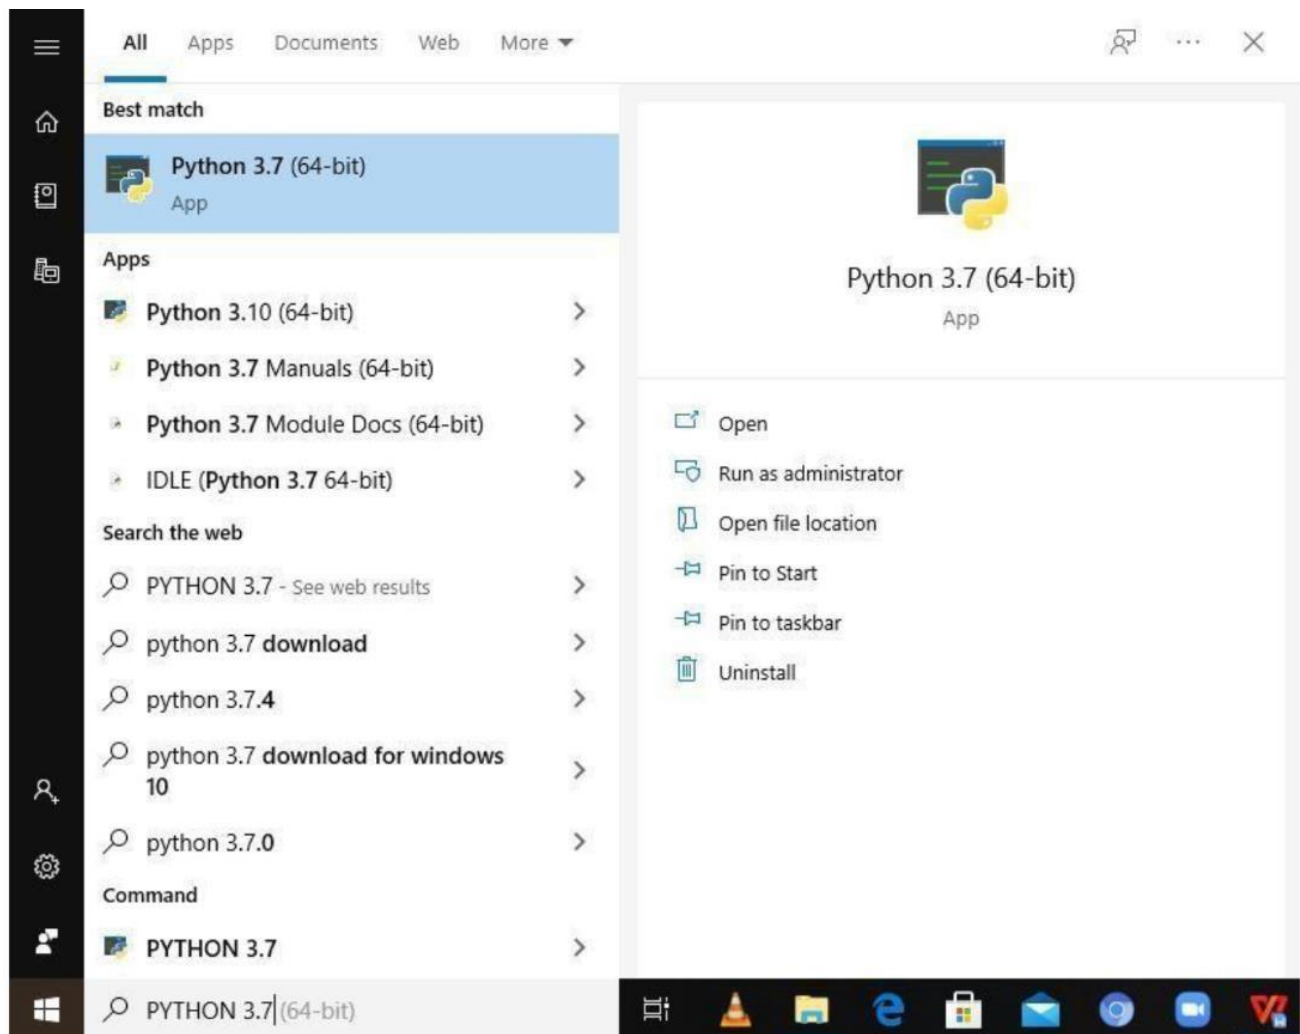 All Apps Documents Web More
Best match
Python 3.7 (64-bit)
App
Apps
Python 3.10 (64-bit)
Python 3.7 Manuals (64-bit)
Python 3.7 Module Docs (64-bit)
IDLE (Python 3.7 64-bit)
Search the web
PYTHON 3.7 - See web results
python 3.7 download
python 3.7.4
python 3.7 download for windows
10
python 3.7.0
Command
PYTHON 3.7
PYTHON 3.7 (64-bit)
Python 3.7 (64-bit)
App
Open
Run as administrator
Open file location
Pin to Start
Pin to taskbar
Uninstall